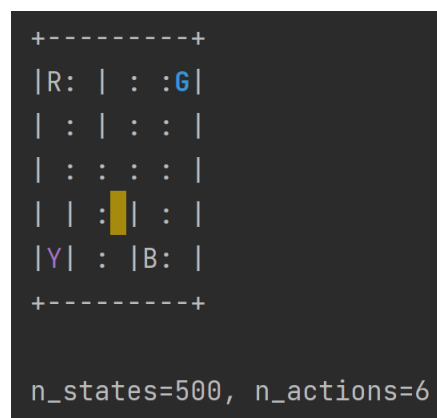 +---------+
|R: | : :G|
| : | : : |
| : : : : |
| | : | : |
|Y| : |B: |
+---------+
n_states=500, n_actions=6